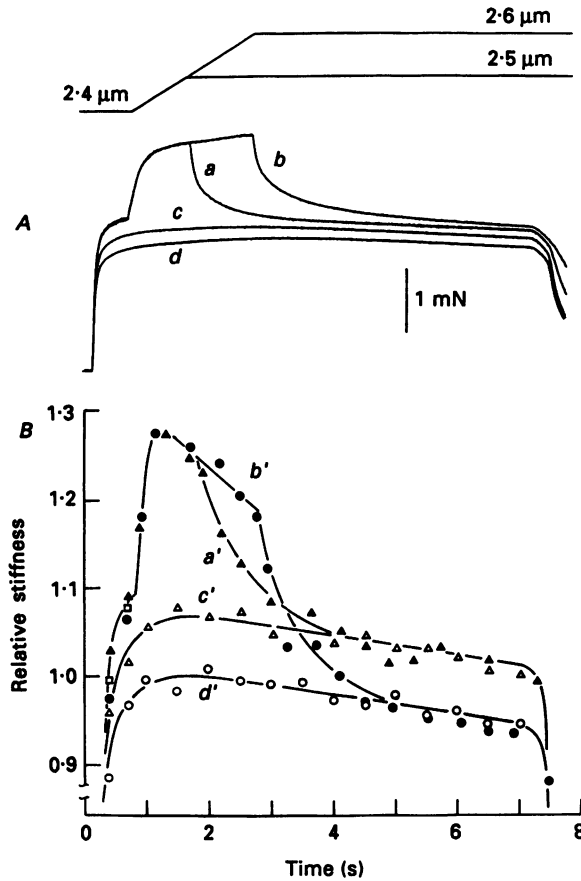 2·6 μm
2·5 μm
2·4 μm
a
b
A
c
d
1 mN
B
1·3
b'
1·2
a'
Relative stiffness
1·1
c'
1·0
d'
0·9
0
2
4
6
8
Time (s)